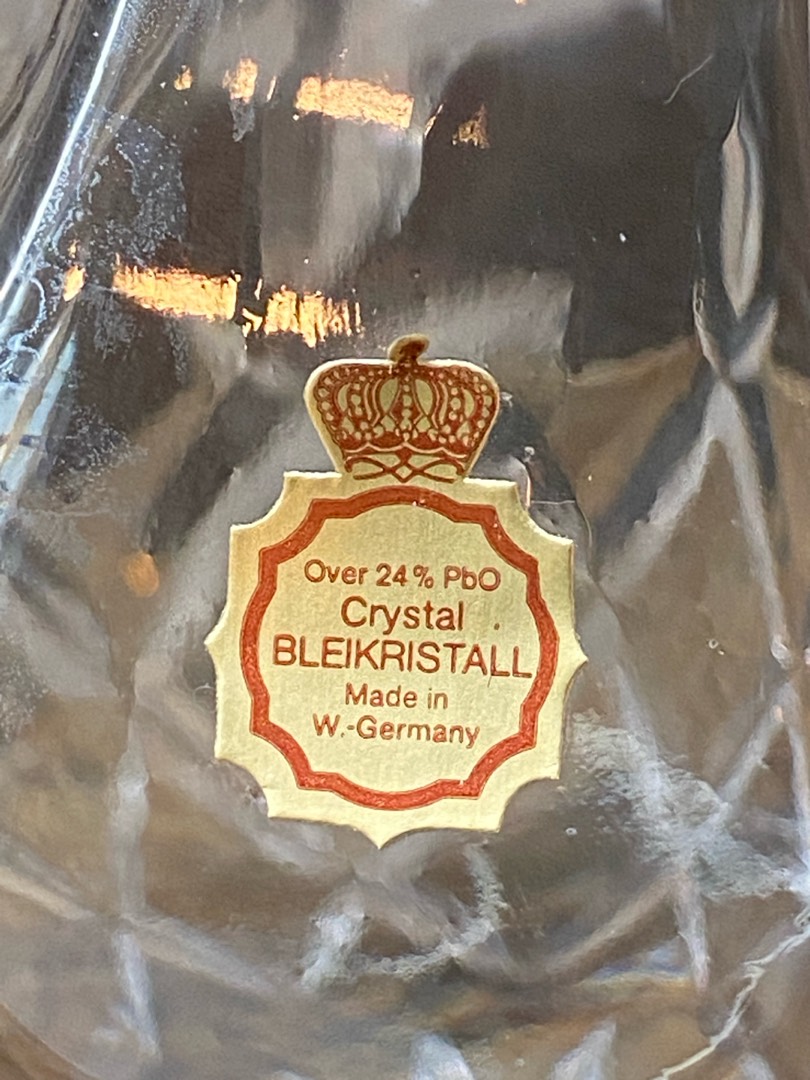 Over 24% PbO
Crystal
BLEIKRISTALL
Made in
W.-Germany